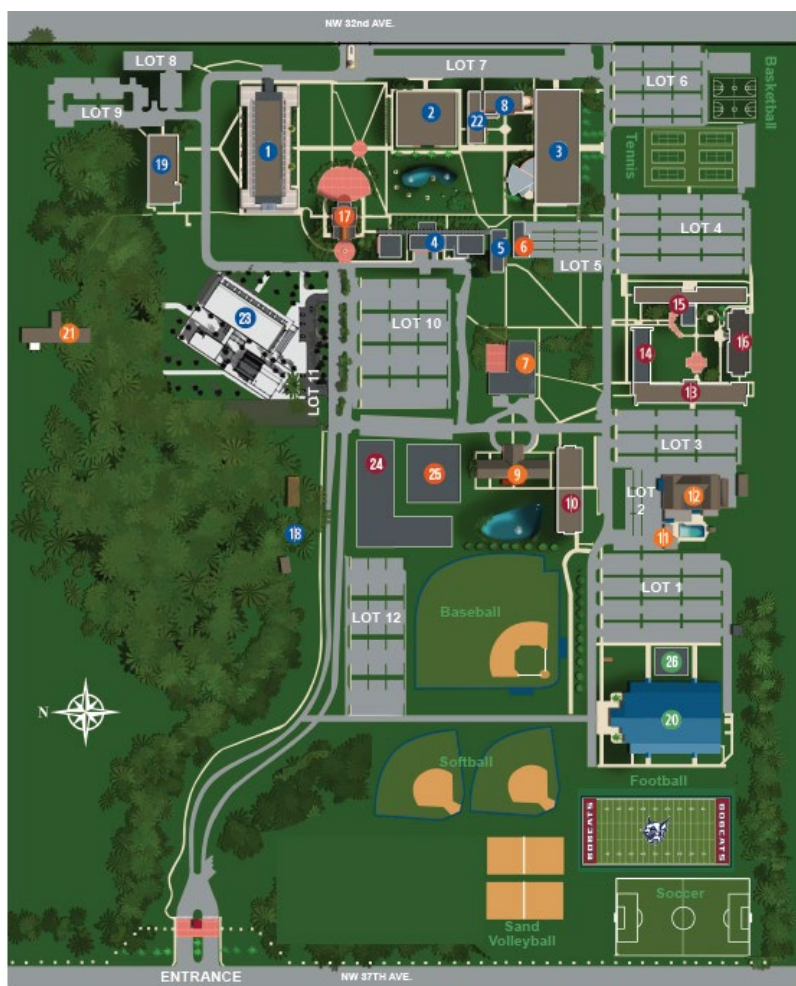 NW 32nd AVE.
LOT 8
LOT 7
LOT 6
Basketball
LOT 9
2
8
22
1
3
19
Tennis
17
4
5
6
LOT 4
LOT 5
23
LOT 10
15
21
7
14
16
LOT 11
13
24
25
9
LOT 3
10
LOT
2
12
11
18
LOT 12
Baseball
LOT 1
26
N
20
Softball
Football
BOBCATS
BOBCATS
Soccer
Sand
Volleyball
ENTRANCE
NW 37TH AVE.